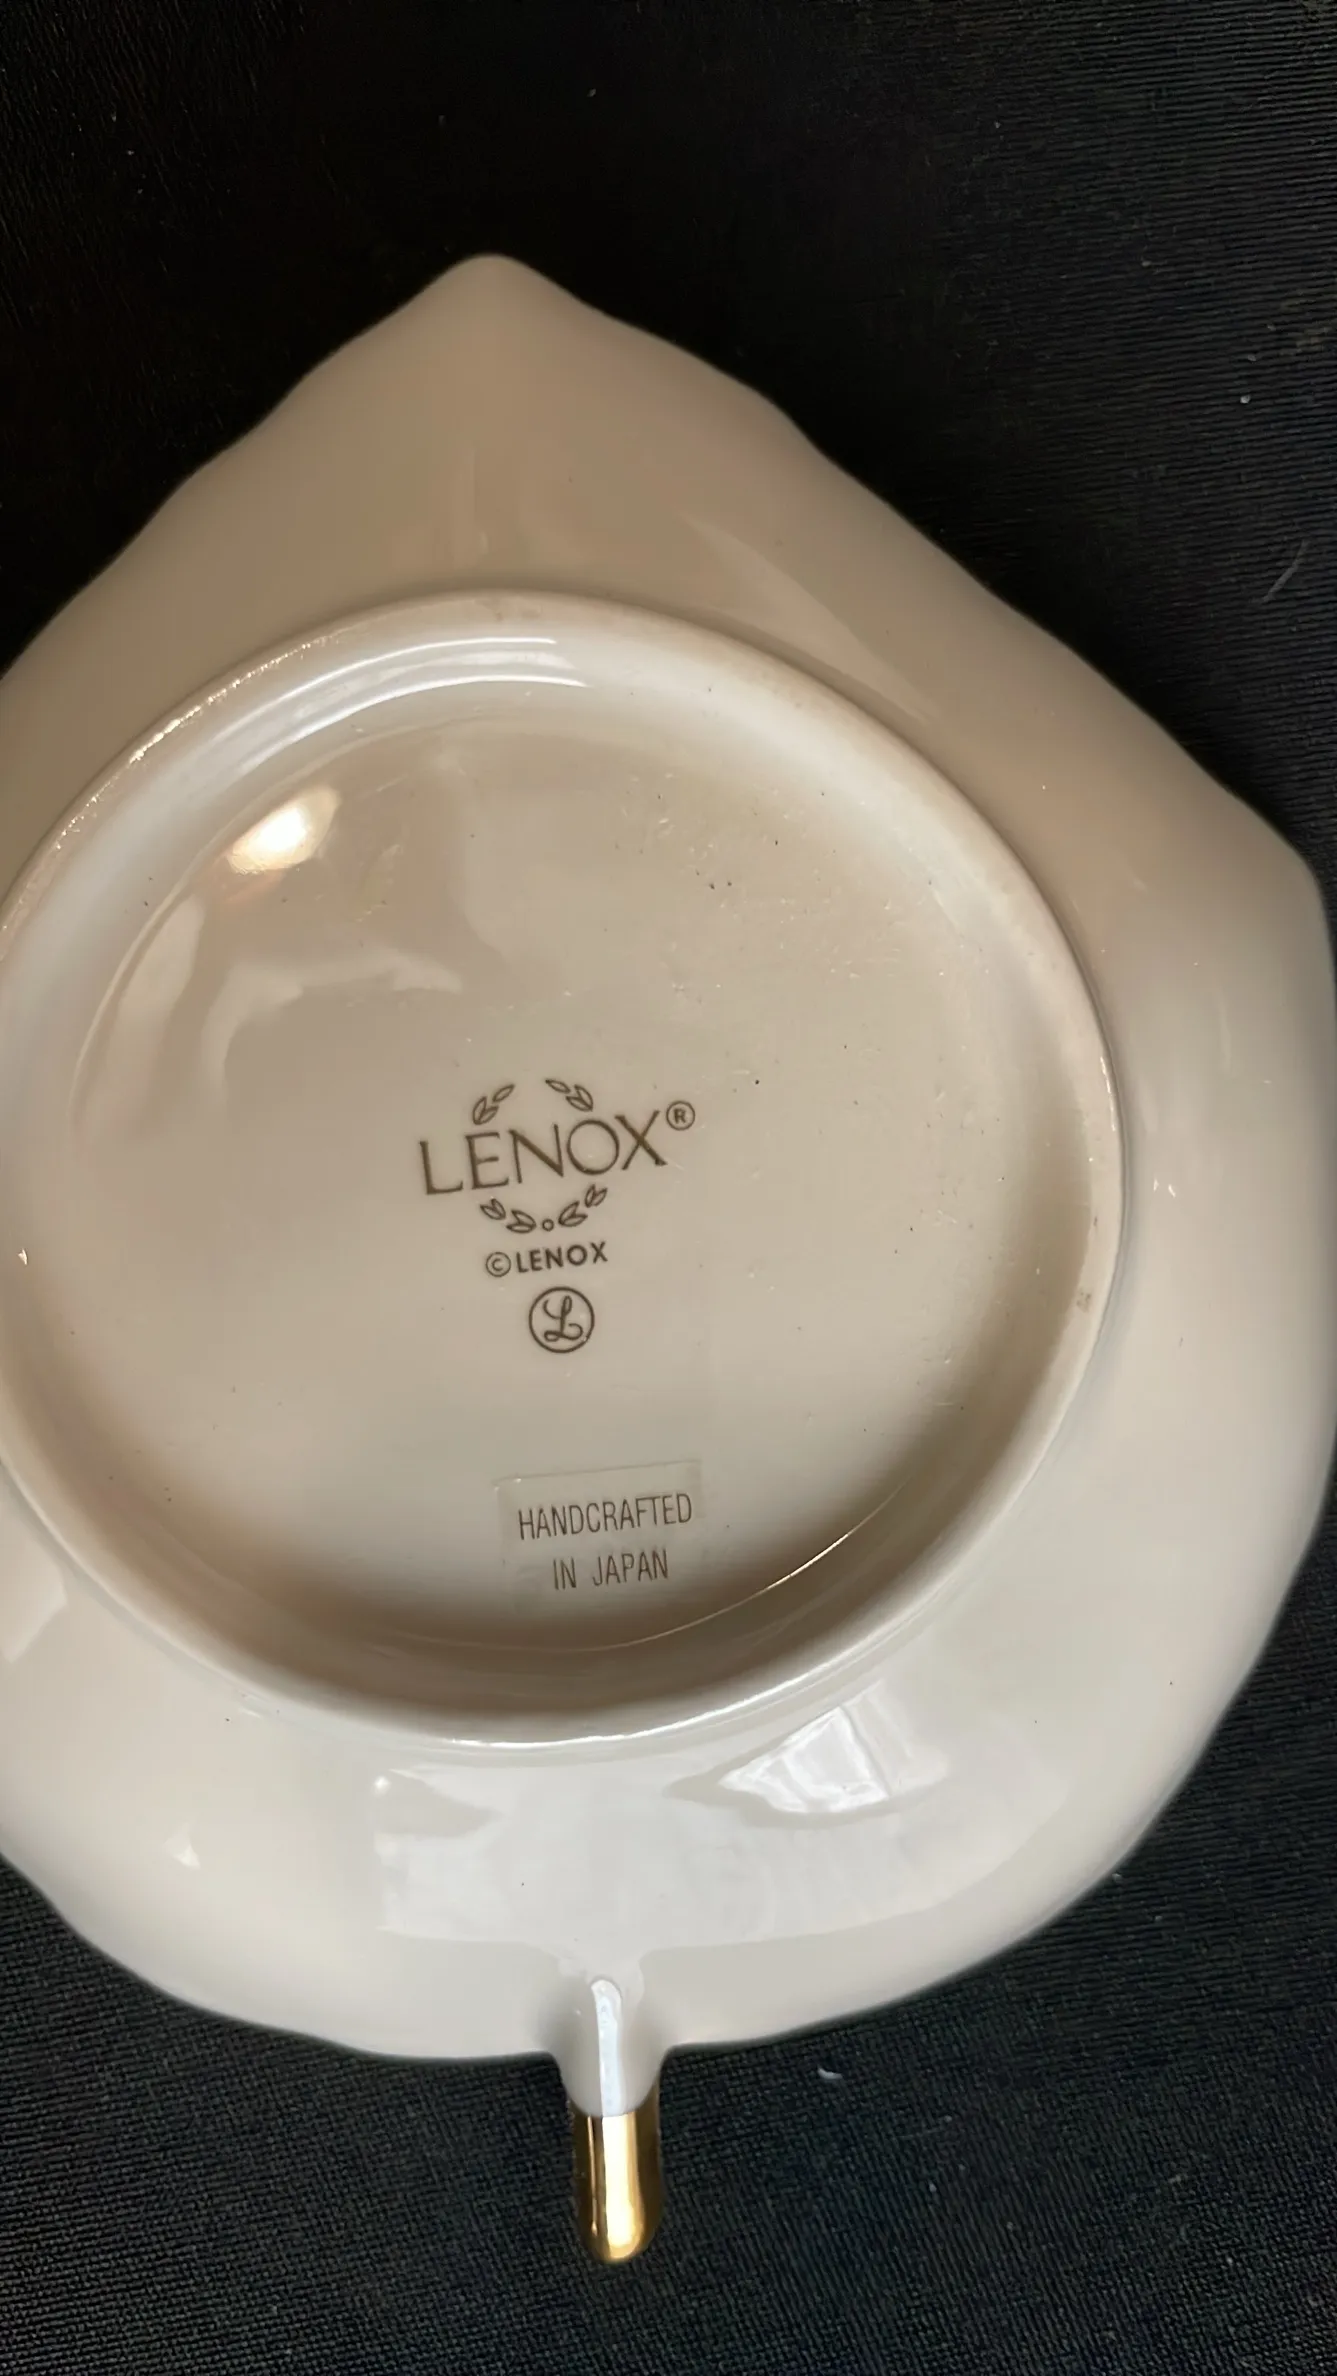 LENOX®
©LENOX
L
HANDCRAFTED
IN JAPAN